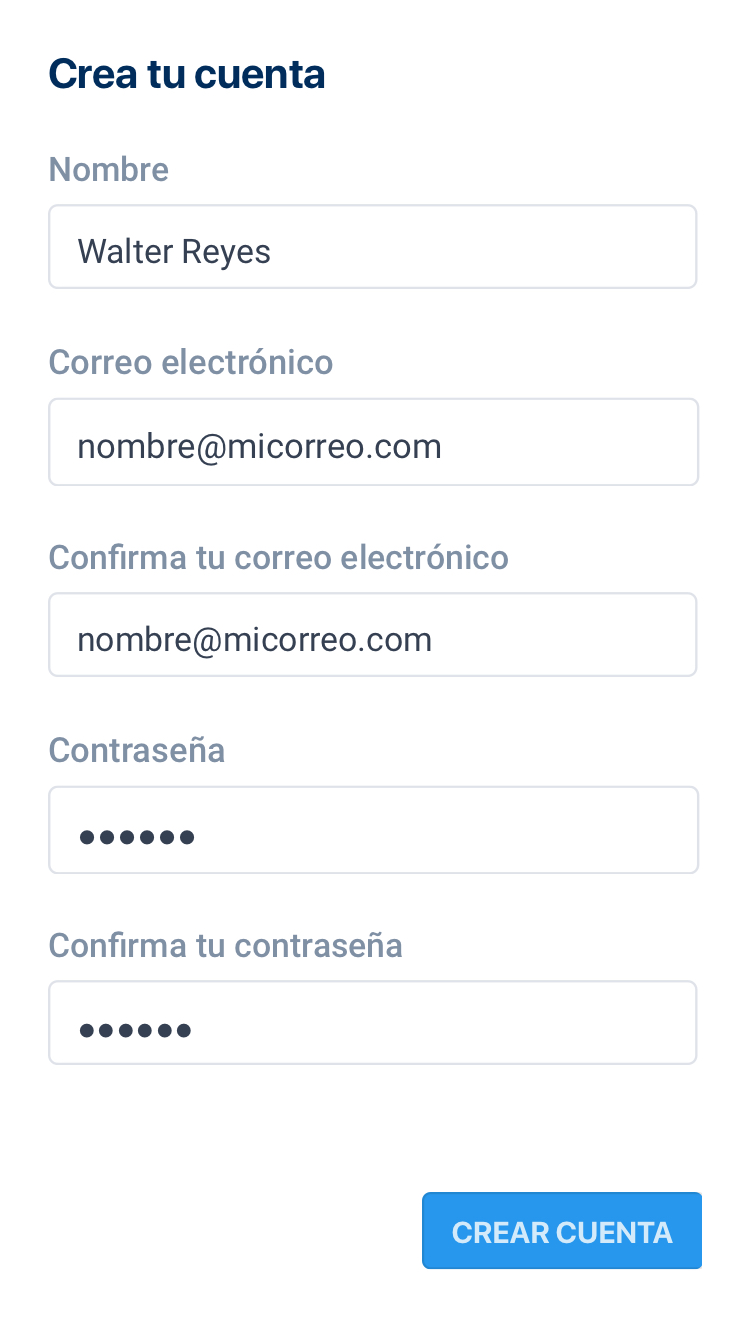 Crea tu cuenta
Nombre
Walter Reyes
Correo electrónico
nombre@micorreo.com
Confirma tu correo electrónico
nombre@micorreo.com
Contraseña
••••••
Confirma tu contraseña
••••••
CREAR CUENTA